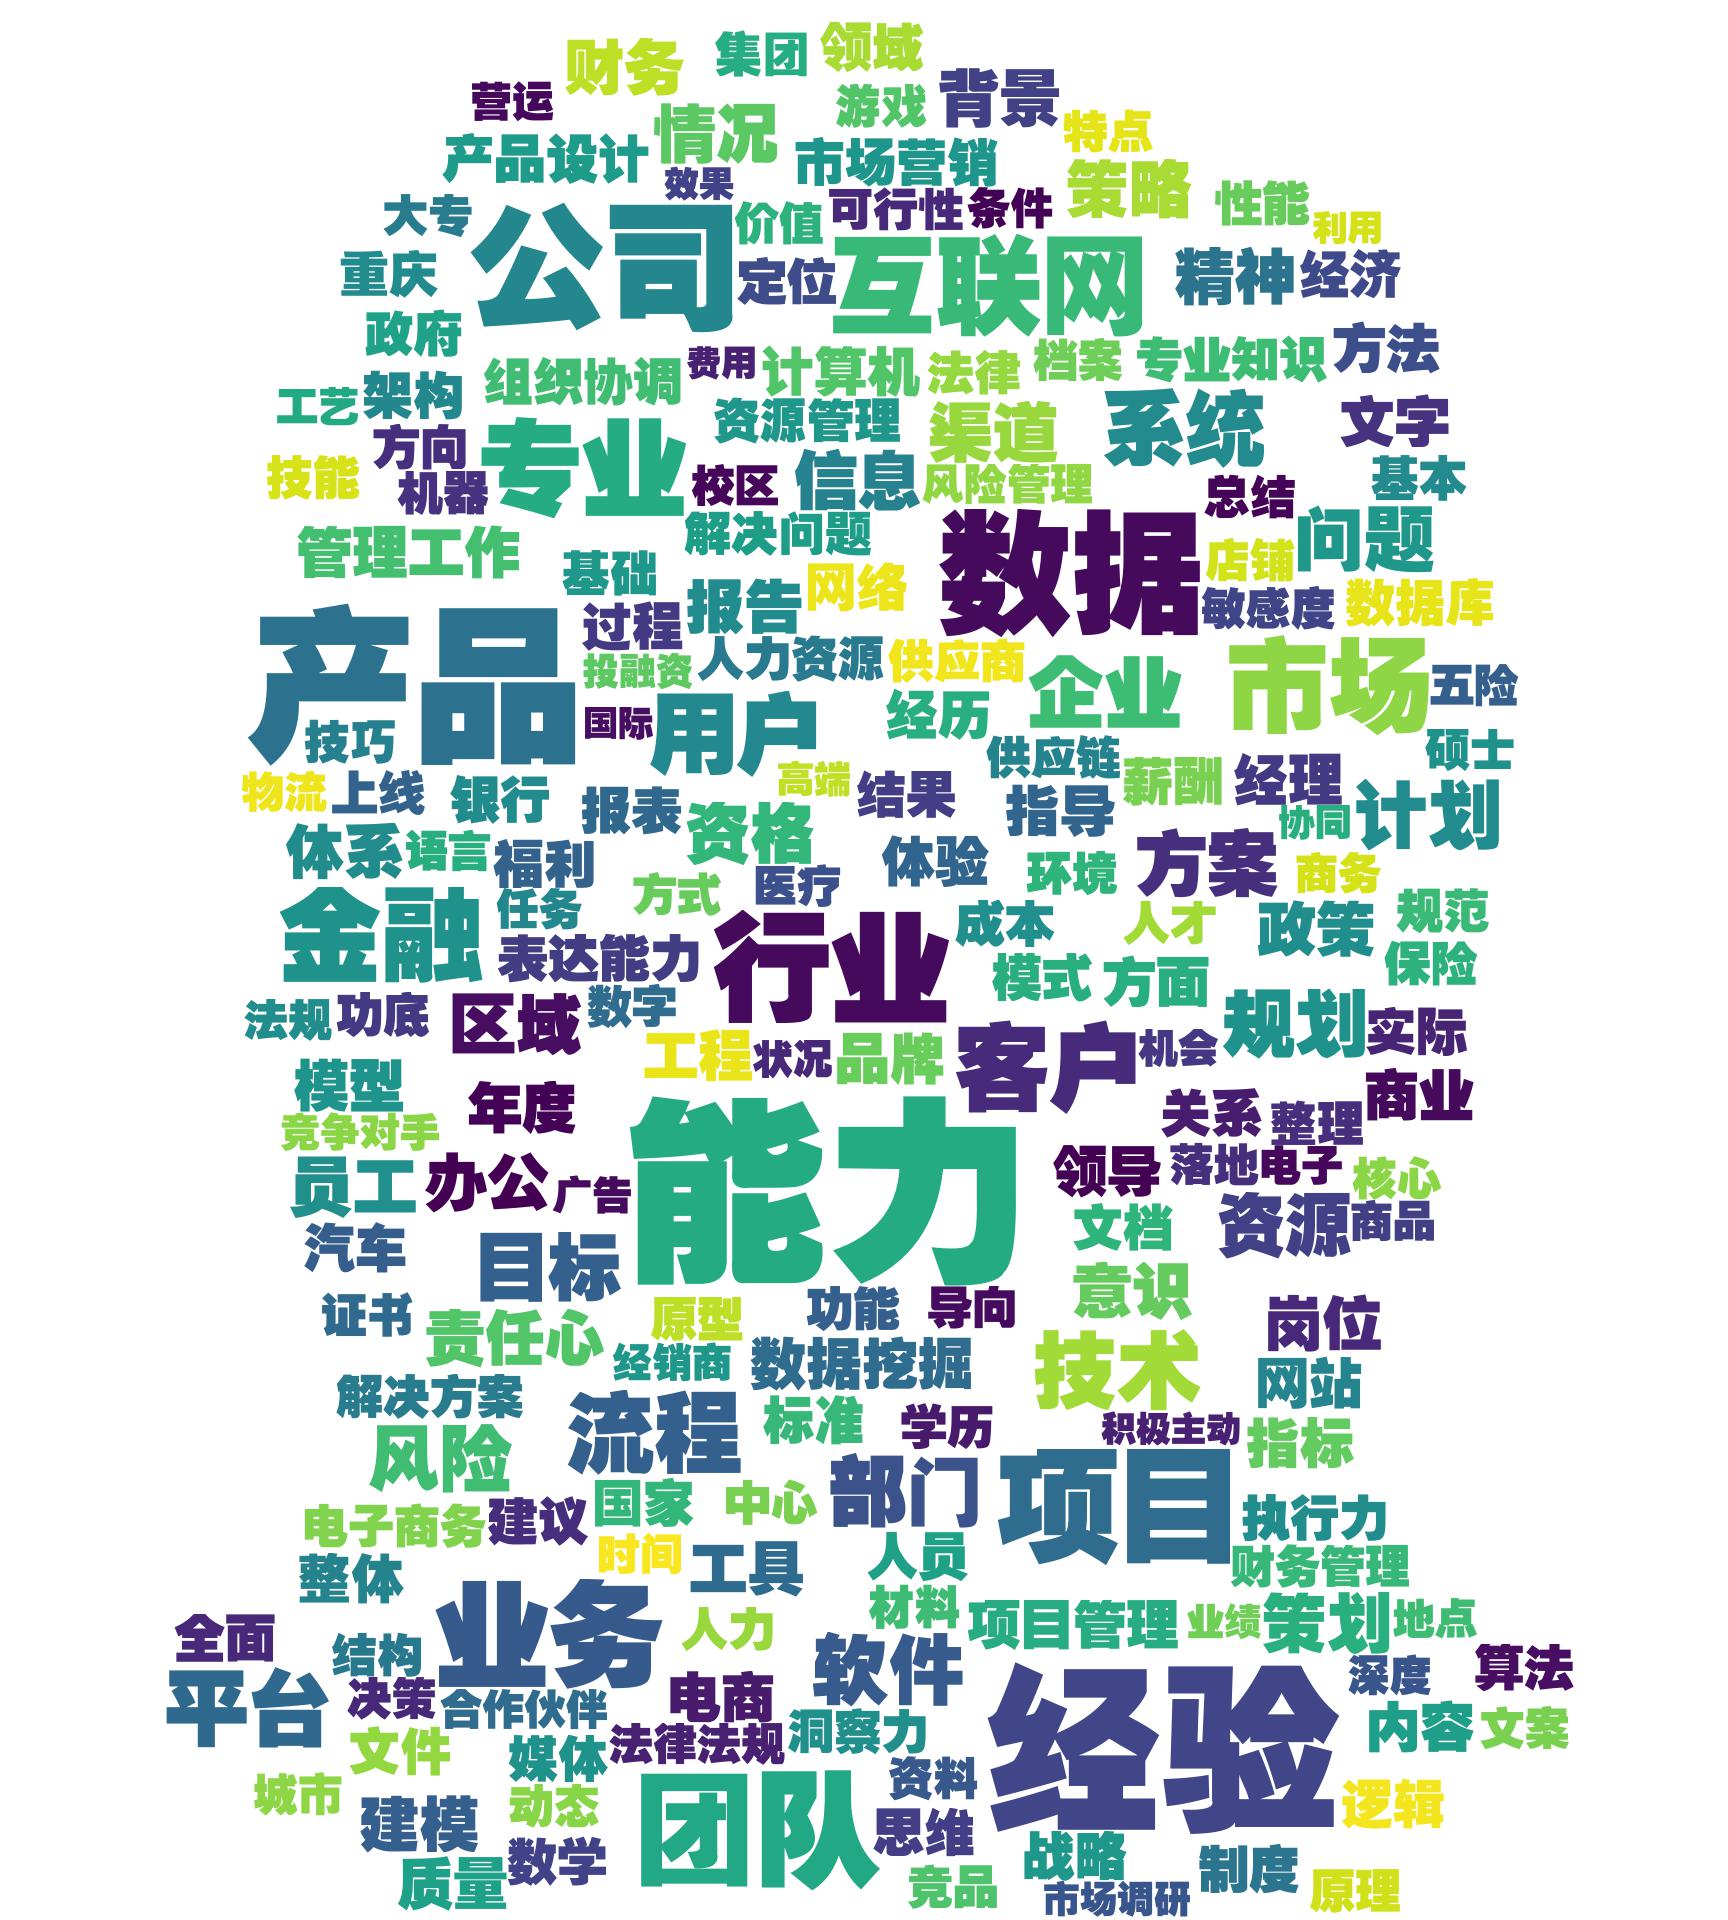 财务
集团
领域
营运
游戏
背景
情况
特点
产品设计
市场营销
效果
策略
大专
公司
价值
可行性
条件
性能
利用
重庆
定位
互联网
精神
经济
政府
组织协调
费用
计算机
法律
档案
专业知识
方法
工艺
架构
资源管理
渠道
系统
文字
方向
专业
技能
机器
校区
信息
风险管理
总结
基本
管理工作
解决问题
数据
店铺
问题
基础
网络
过程
报告
敏感度
数据库
产品
投融资
人力资源
供应商
企业
市场
五险
技巧
国际
用户
经历
供应链
硕士
物流
上线
银行
报表
高端
结果
指导
薪酬
经理
协同
计划
体系
语言
福利
资格
体验
环境
方案
商务
金融
任务
方式
医疗
成本
人才
政策
规范
表达能力
行业
模式
方面
保险
法规
功底
区域
数字
规划
实际
工程
状况
品牌
客户
机会
模型
年度
能力
关系
整理
商业
竞争对手
员工
办公
广告
领导
落地
电子
核心
汽车
目标
文档
资源
商品
证书
责任心
原型
功能
导向
意识
岗位
经销商
数据挖掘
技术
网站
解决方案
流程
标准
学历
积极主动
指标
风险
电子商务
建议
国家
中心
部门
项目
执行力
时间
工具
人员
财务管理
整体
业务
人力
材料
项目管理
业绩
策划
地点
全面
结构
软件
深度
算法
平台
决策
合作伙伴
电商
经验
文件
法律法规
洞察力
内容
文案
媒体
城市
动态
团队
资料
逻辑
建模
思维
数学
战略
制度
质量
竞品
市场调研
原理